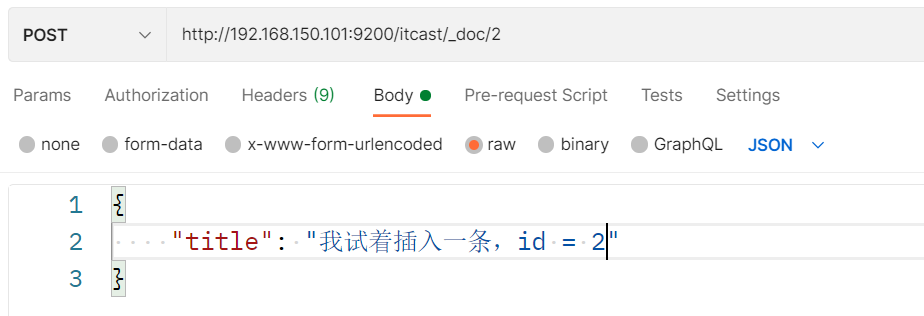 POST http://192.168.150.101:9200/itcast/_doc/2
Params Authorization Headers (9) Body Pre-request Script Tests Settings
none form-data x-www-form-urlencoded raw binary GraphQL JSON
1 {
2 "title": "我试着插入一条，id = 2"
3 }